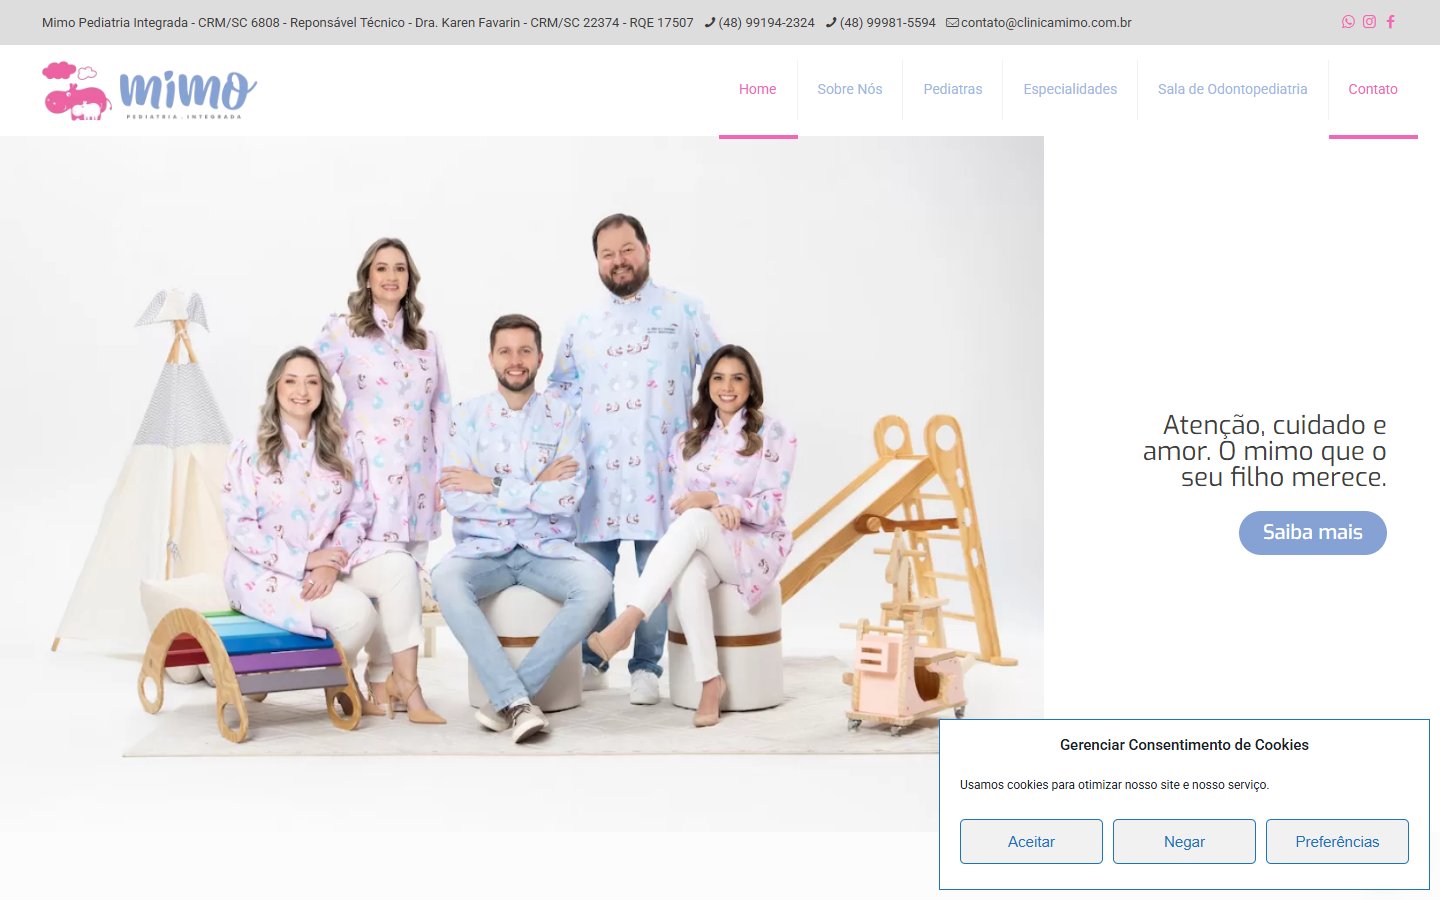 Mimo Pediatria Integrada - CRM/SC 6808 - Reponsável Técnico - Dra. Karen Favarin - CRM/SC 22374 - RQE 17507 (48) 99194-2324 (48) 99981-5594 contato@clinicamimo.com.br
mimo
PEDIATRIA . INTEGRADA
Home Sobre Nós Pediatras Especialidades Sala de Odontopediatria Contato
Atenção, cuidado e
amor. O mimo que o
seu filho merece.
Saiba mais
Gerenciar Consentimento de Cookies
Usamos cookies para otimizar nosso site e nosso serviço.
Aceitar Negar Preferências